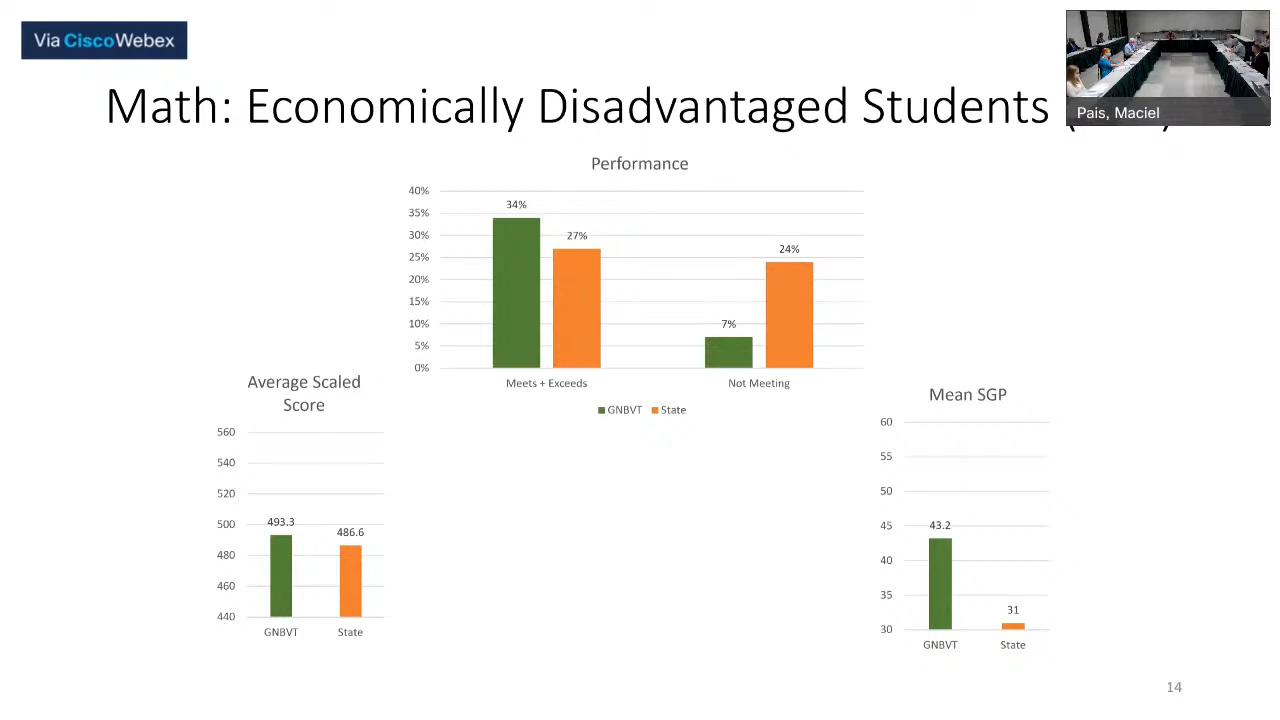 Via CiscoWebex
Math: Economically Disadvantaged Students
Pais, Maciel
Performance
40%
35%
30%
25%
20%
15%
10%
5%
0%
34%
27%
7%
24%
Meets + Exceeds
Not Meeting
GNBVT State
Average Scaled
Score
560
540
520
500
480
460
440
493.3
486.6
GNBVT
State
Mean SGP
60
55
50
45
40
35
30
43.2
31
GNBVT
State
14